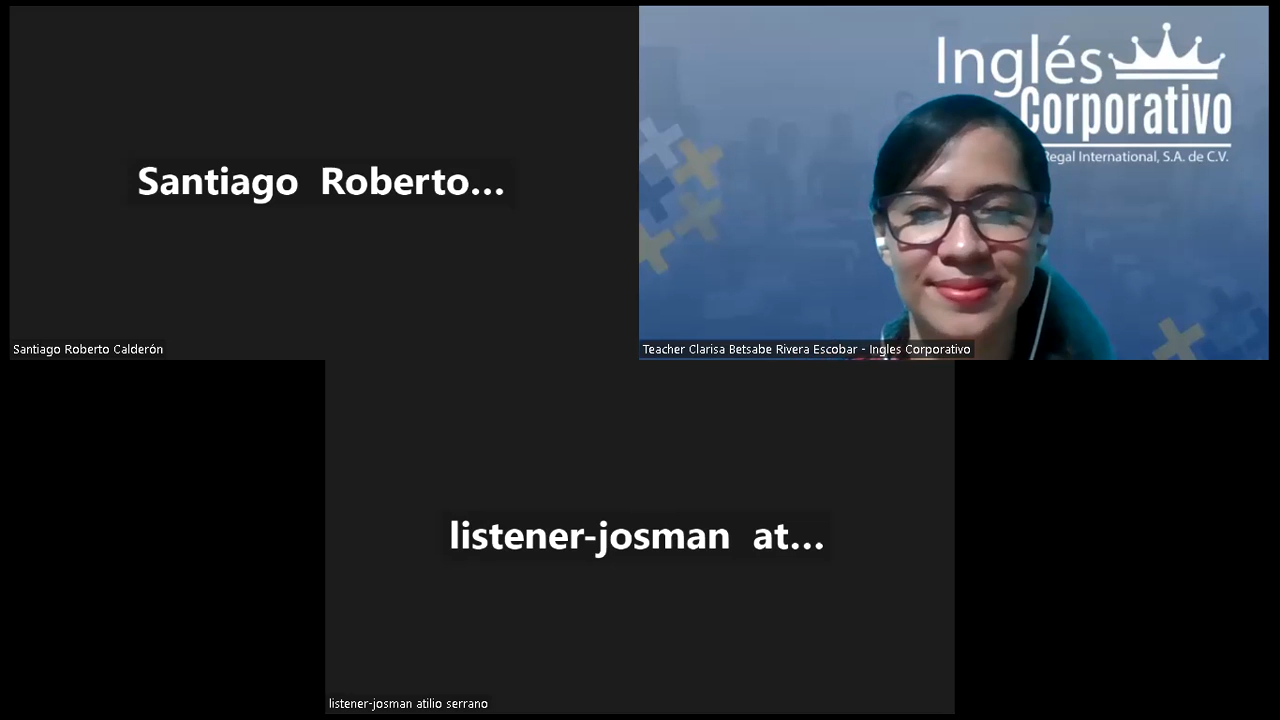 Santiago Roberto...
Santiago Roberto Calderón
Inglés
Corporativo
Regal International, S.A. de C.V.
Teacher Clarisa Betsabe Rivera Escobar - Ingles Corporativo
listener-josman at...
listener-josman atilio serrano